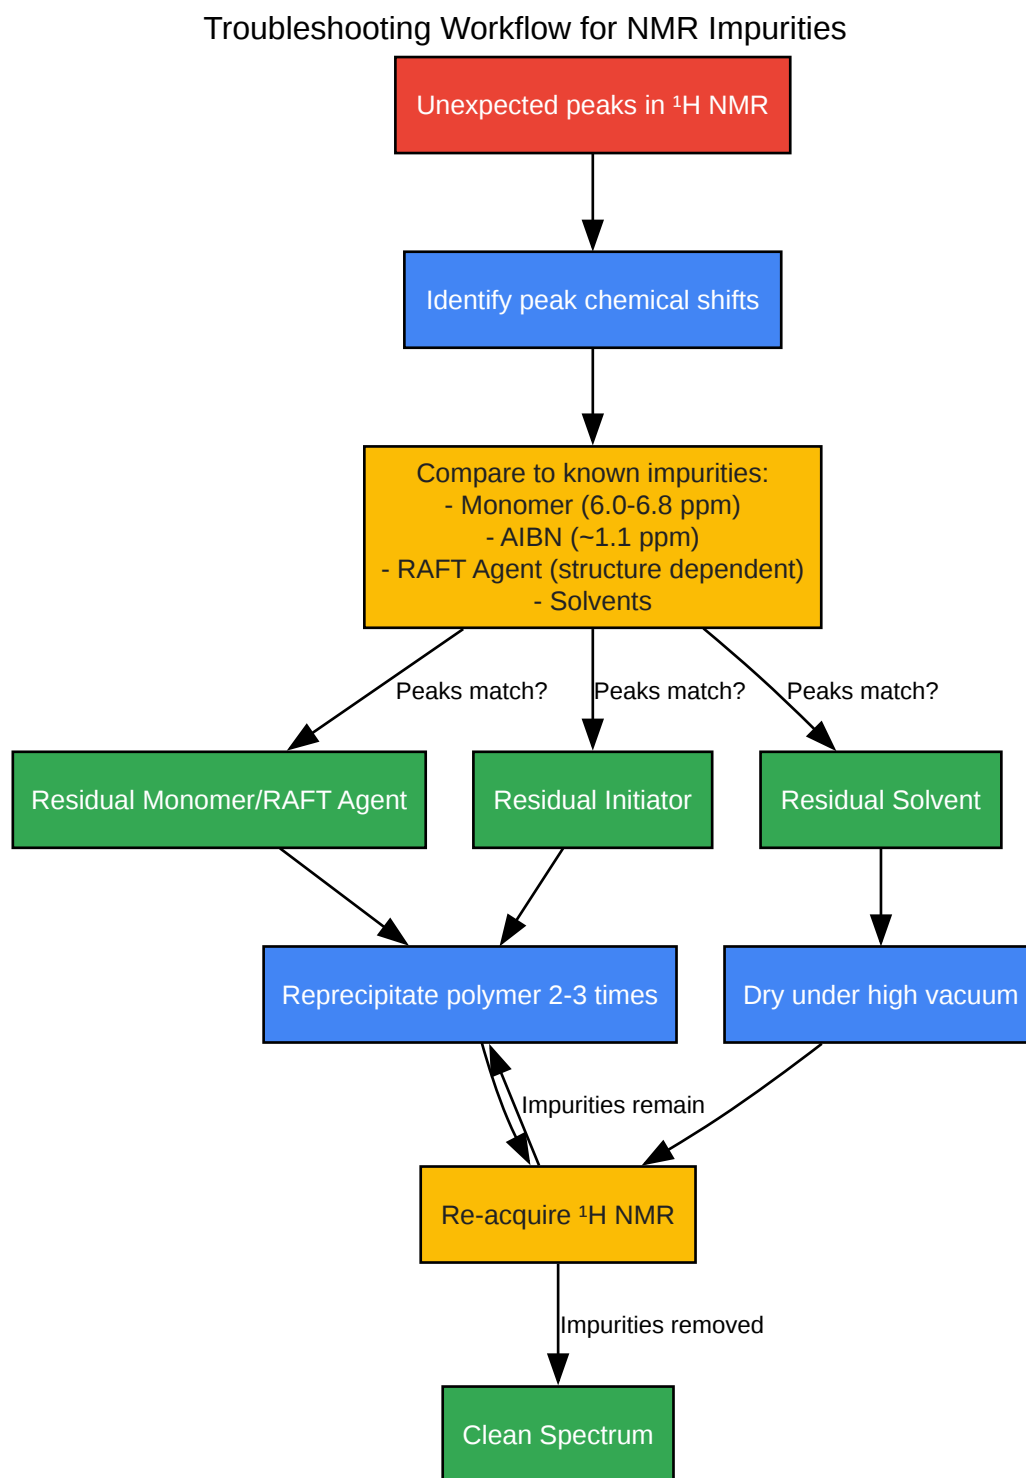 Troubleshooting Workflow for NMR Impurities
Unexpected peaks in ¹H NMR
Identify peak chemical shifts
Compare to known impurities:
- Monomer (6.0-6.8 ppm)
- AIBN (~1.1 ppm)
- RAFT Agent (structure dependent)
- Solvents
Peaks match?
Peaks match?
Peaks match?
Residual Monomer/RAFT Agent
Residual Initiator
Residual Solvent
Reprecipitate polymer 2-3 times
Dry under high vacuum
Impurities remain
Re-acquire ¹H NMR
Impurities removed
Clean Spectrum